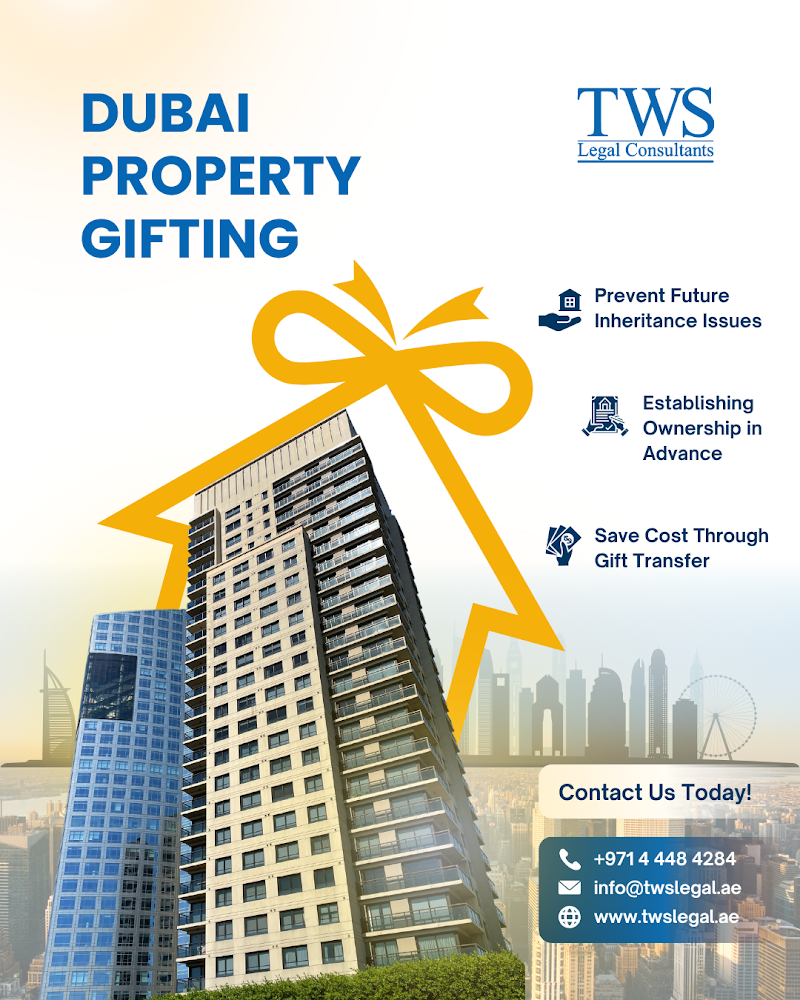 DUBAI
PROPERTY
GIFTING
TWS
Legal Consultants
Prevent Future
Inheritance Issues
Establishing
Ownership in
Advance
Save Cost Through
Gift Transfer
Contact Us Today!
+971 4 448 4284
info@twslegal.ae
www.twslegal.ae